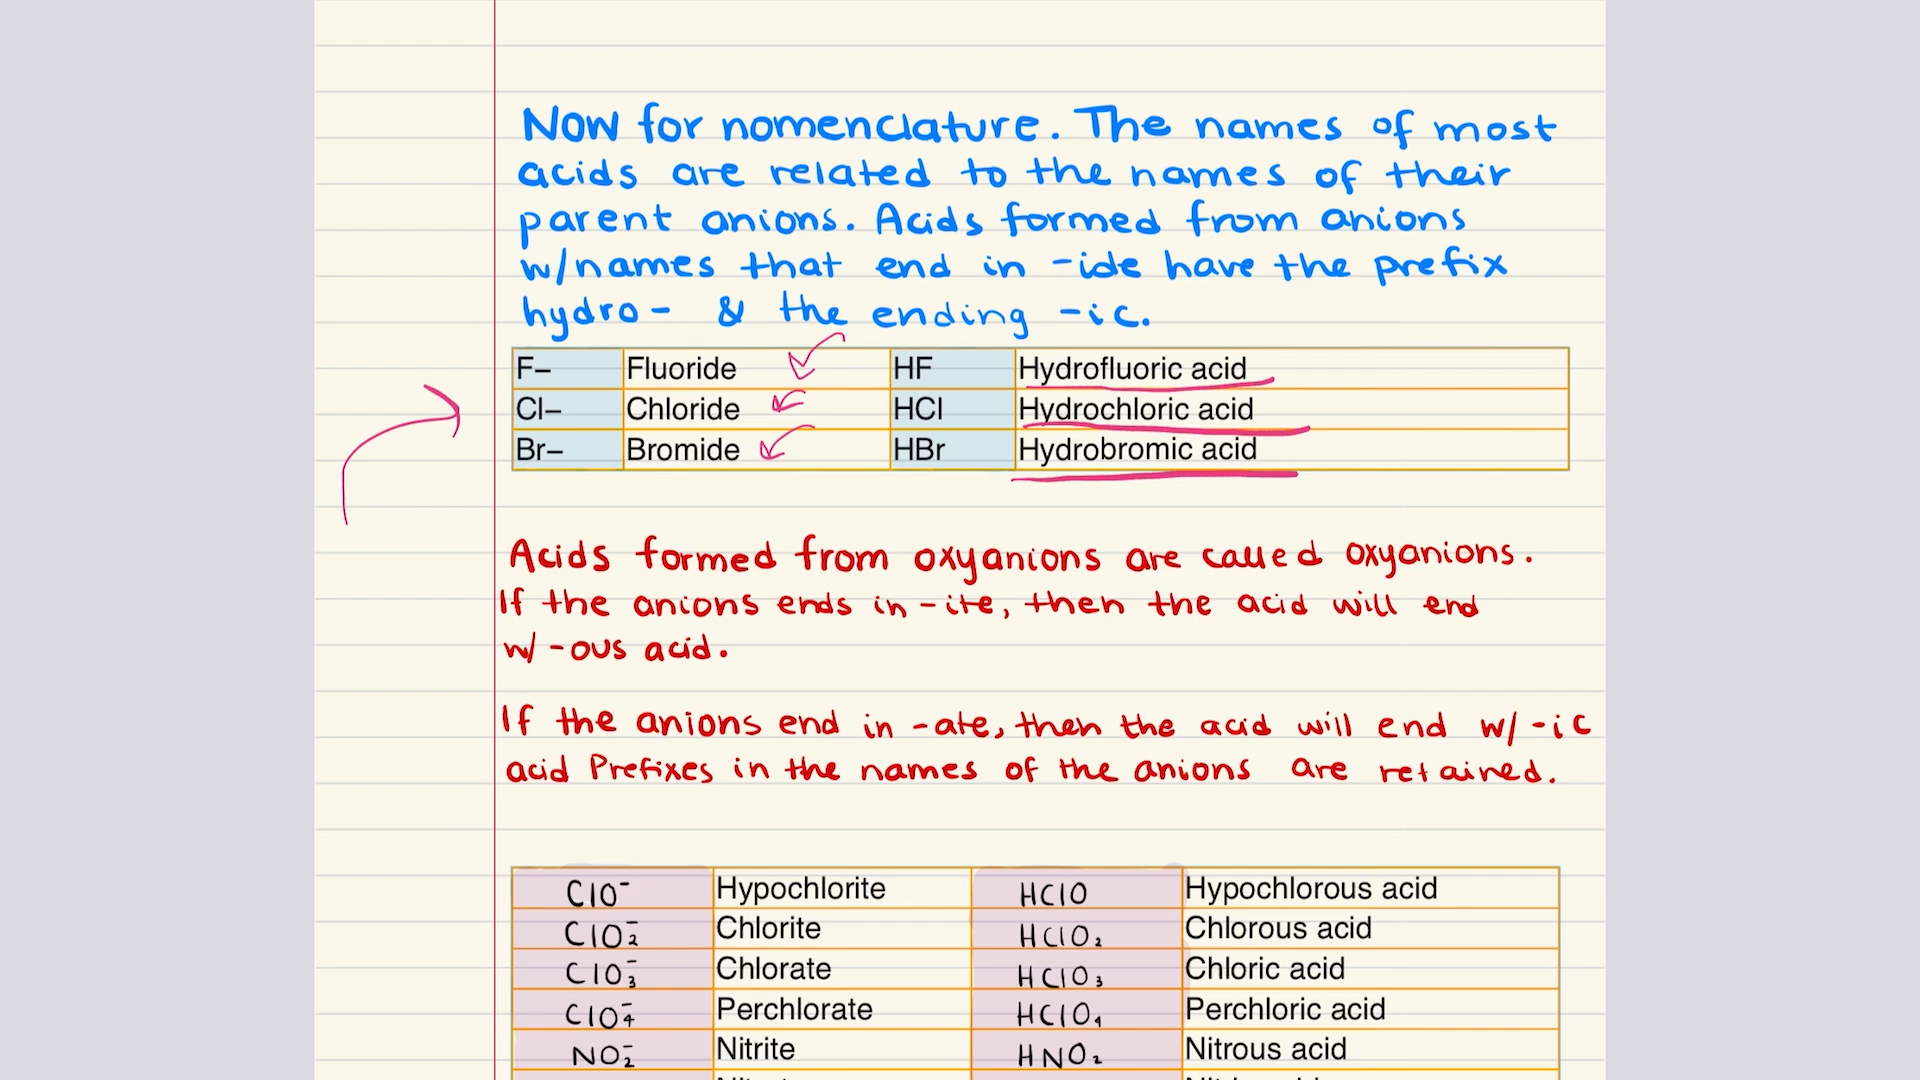 Now for nomenclature. The names of most
acids are related to the names of their
parent anions. Acids formed from anions
w/names that end in -ide have the prefix
hydro- & the ending -ic.
F– Fluoride HF Hydrofluoric acid
Cl– Chloride HCl Hydrochloric acid
Br– Bromide HBr Hydrobromic acid
Acids formed from oxyanions are called oxyanions.
If the anions ends in -ite, then the acid will end
w/ -ous acid.
If the anions end in -ate, then the acid will end w/ -ic
acid Prefixes in the names of the anions are retained.
ClO⁻ Hypochlorite HClO Hypochlorous acid
ClO₂⁻ Chlorite HClO₂ Chlorous acid
ClO₃⁻ Chlorate HClO₃ Chloric acid
ClO₄⁻ Perchlorate HClO₄ Perchloric acid
NO₂⁻ Nitrite HNO₂ Nitrous acid